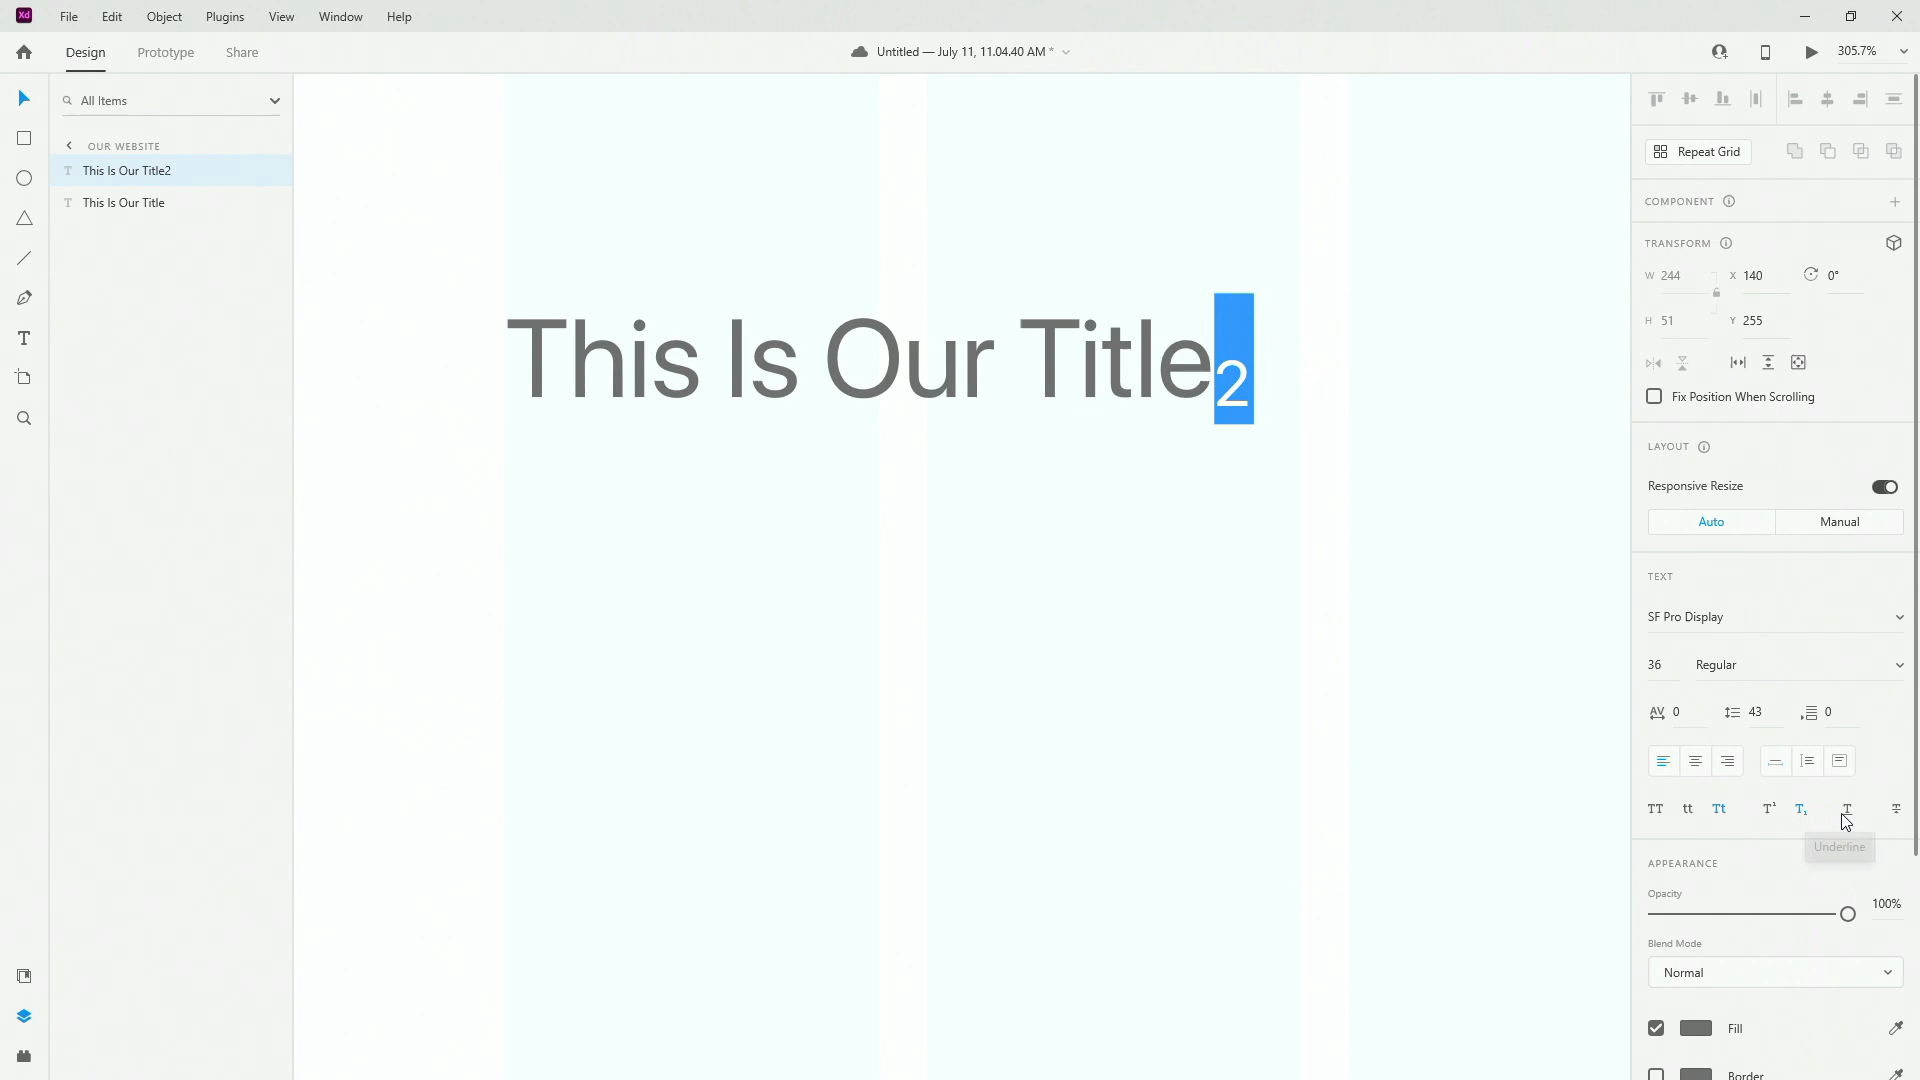 Xd File Edit Object Plugins View Window Help
Design Prototype Share Untitled — July 11, 11.04.40 AM * 305.7%
All Items
OUR WEBSITE
T This Is Our Title2
T This Is Our Title
This Is Our Title2
Repeat Grid
COMPONENT
TRANSFORM
W 244 X 140 0°
H 51 Y 255
Fix Position When Scrolling
LAYOUT
Responsive Resize
Auto Manual
TEXT
SF Pro Display
36 Regular
AV 0 43 0
TT tt Tt T¹ T₁ T T
Underline
APPEARANCE
Opacity
100%
Blend Mode
Normal
Fill
Border